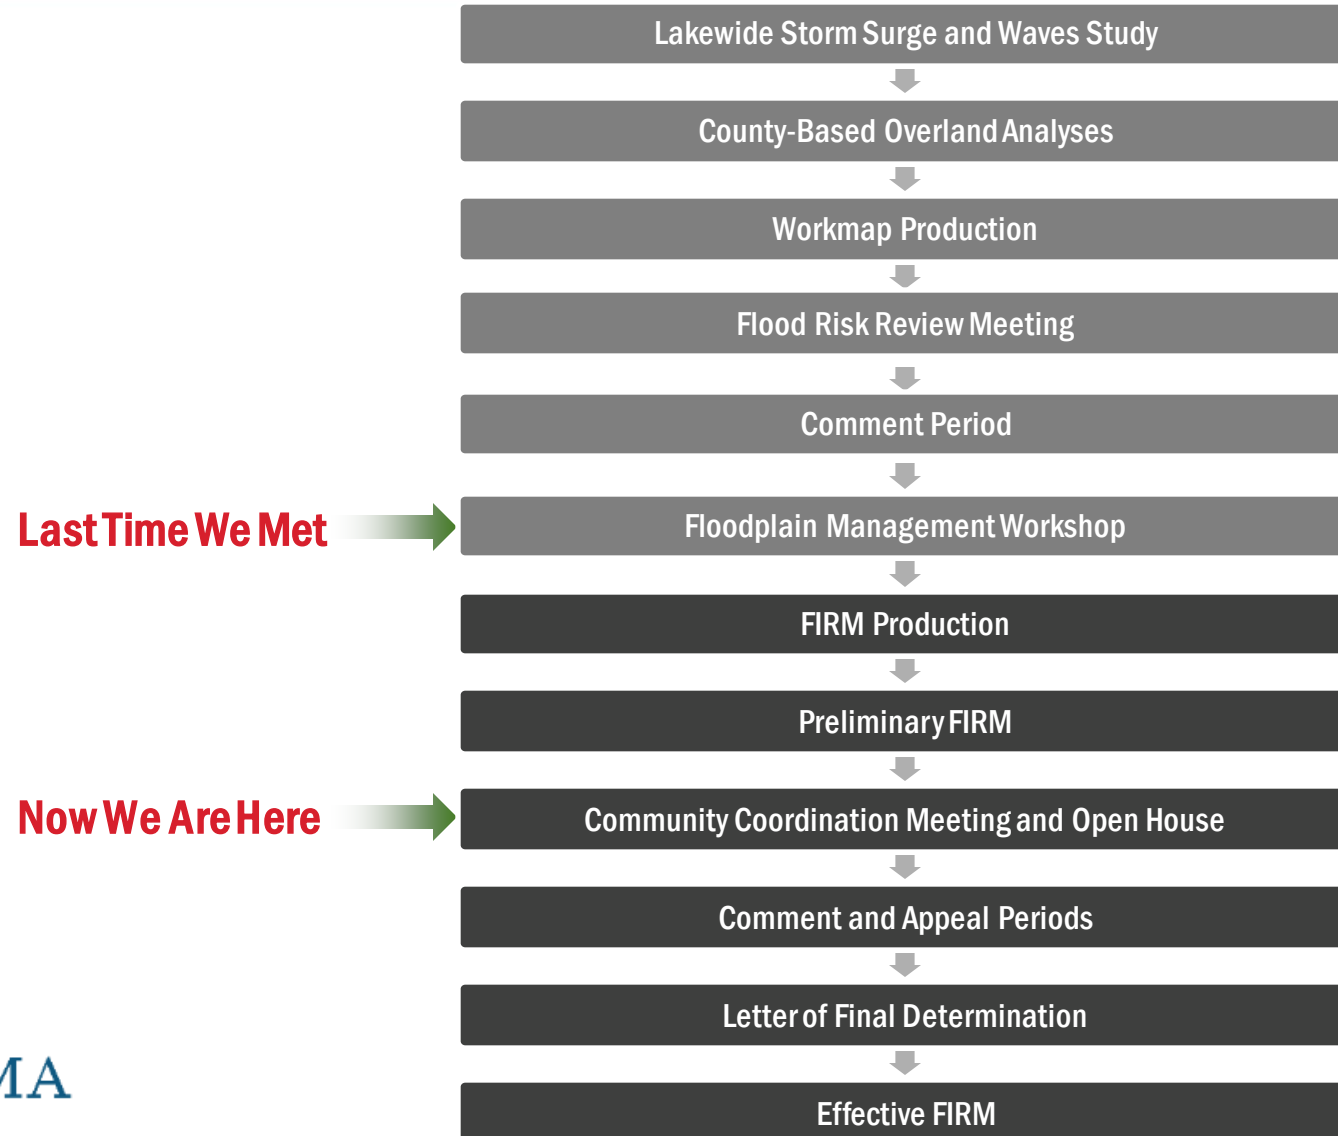 Lakewide Storm Surge and Waves Study
County-Based Overland Analyses
Workmap Production
Flood Risk Review Meeting
Comment Period
Last Time We Met
Floodplain Management Workshop
FIRM Production
Preliminary FIRM
Now We Are Here
Community Coordination Meeting and Open House
Comment and Appeal Periods
Letter of Final Determination
MA
Effective FIRM